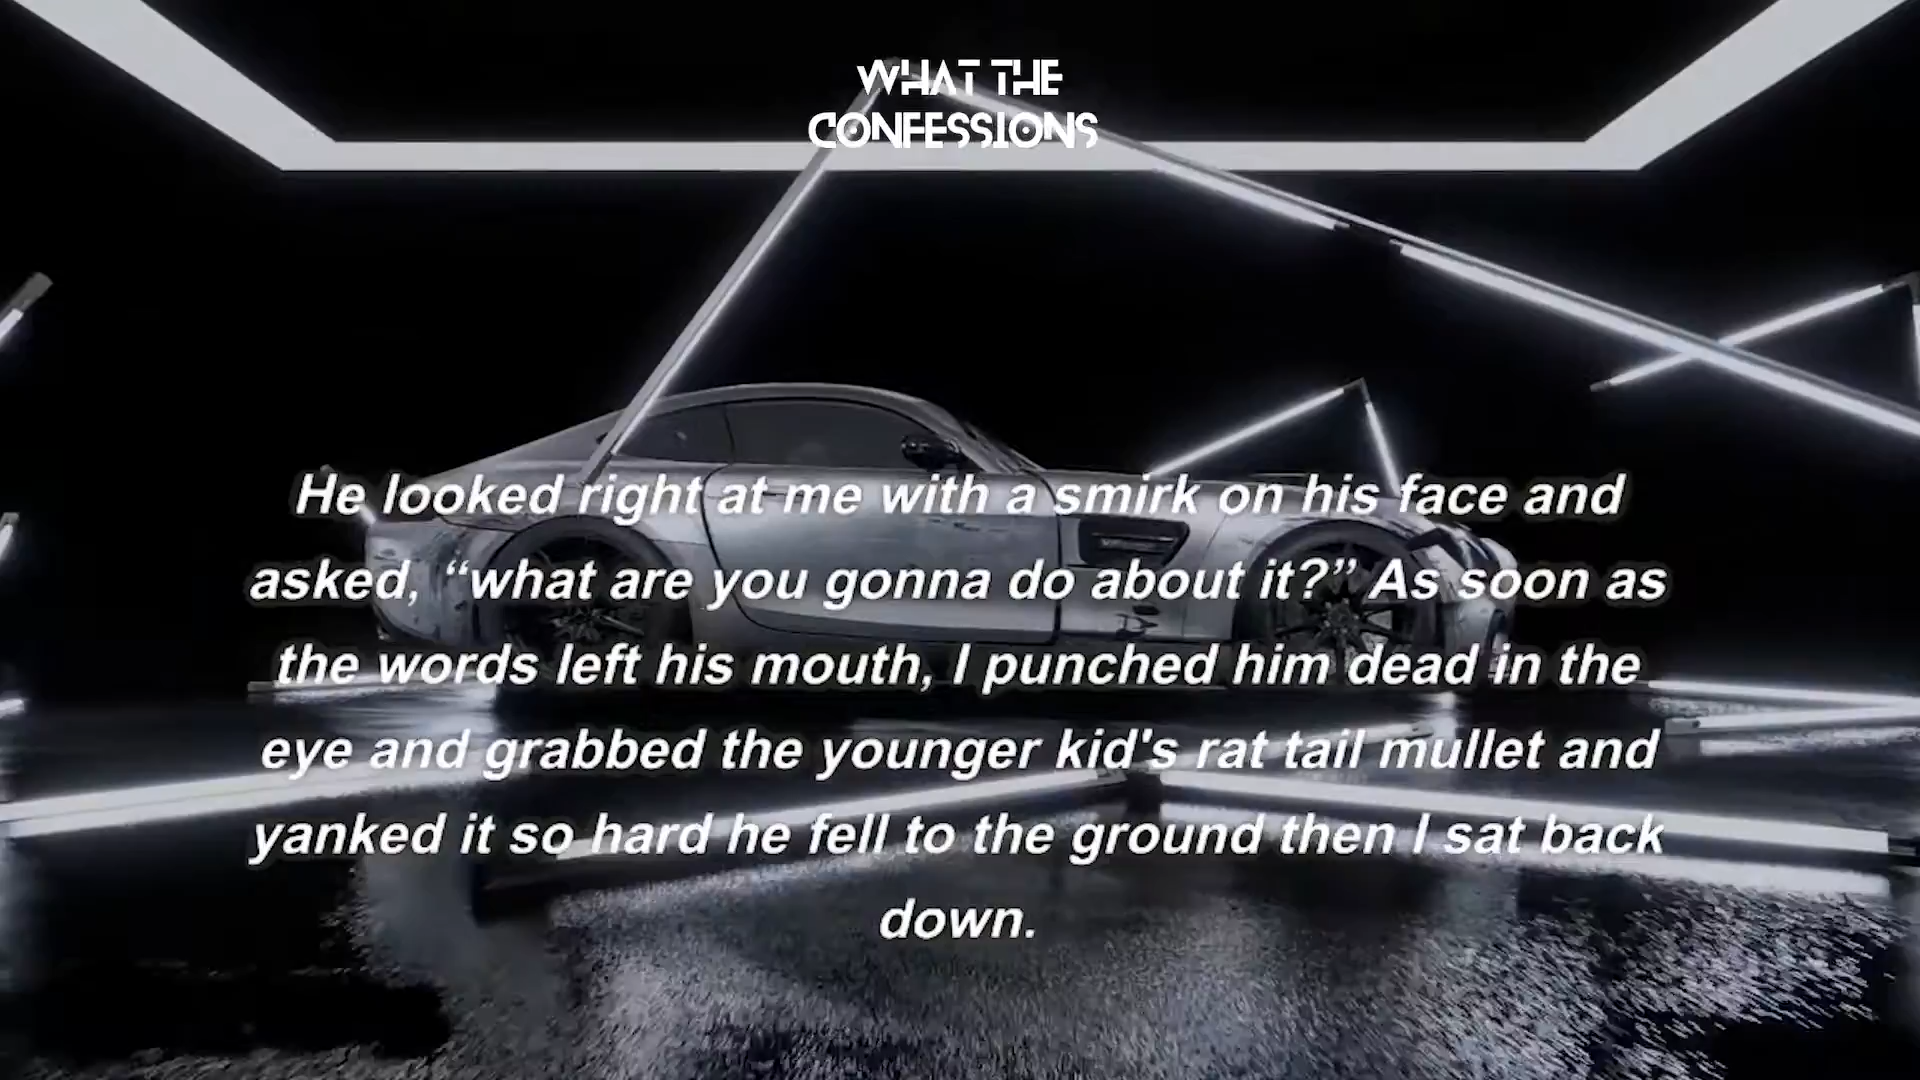 WHAT THE
CONFESSIONS
He looked right at me with a smirk on his face and
asked, “what are you gonna do about it?” As soon as
the words left his mouth, I punched him dead in the
eye and grabbed the younger kid's rat tail mullet and
yanked it so hard he fell to the ground then I sat back
down.